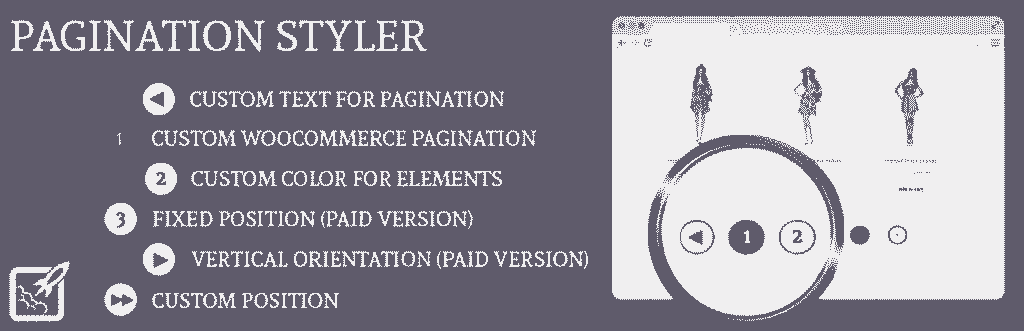 PAGINATION STYLER
CUSTOM TEXT FOR PAGINATION
1 CUSTOM WOOCOMMERCE PAGINATION
2 CUSTOM COLOR FOR ELEMENTS
3 FIXED POSITION (PAID VERSION)
VERTICAL ORIENTATION (PAID VERSION)
CUSTOM POSITION
1 2